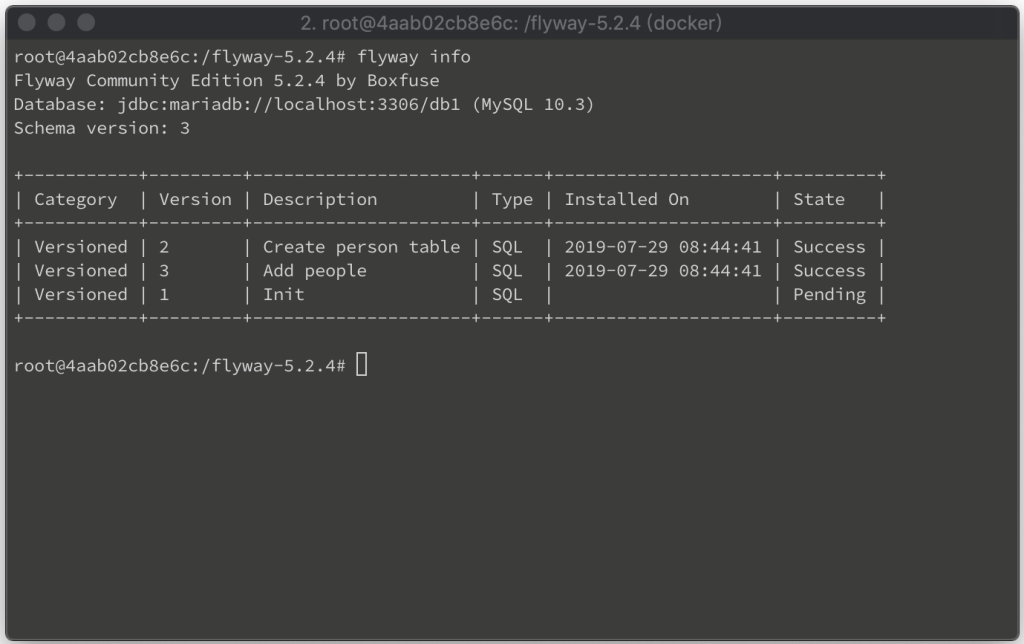 2. root@4aab02cb8e6c: /flyway-5.2.4 (docker)
root@4aab02cb8e6c:/flyway-5.2.4# flyway info
Flyway Community Edition 5.2.4 by Boxfuse
Database: jdbc:mariadb://localhost:3306/db1 (MySQL 10.3)
Schema version: 3
+-----------+---------+---------------------+------+---------------------+---------+
| Category  | Version | Description         | Type | Installed On        | State   |
+-----------+---------+---------------------+------+---------------------+---------+
| Versioned | 2       | Create person table | SQL  | 2019-07-29 08:44:41 | Success |
| Versioned | 3       | Add people          | SQL  | 2019-07-29 08:44:41 | Success |
| Versioned | 1       | Init                | SQL  |                     | Pending |
+-----------+---------+---------------------+------+---------------------+---------+
root@4aab02cb8e6c:/flyway-5.2.4#